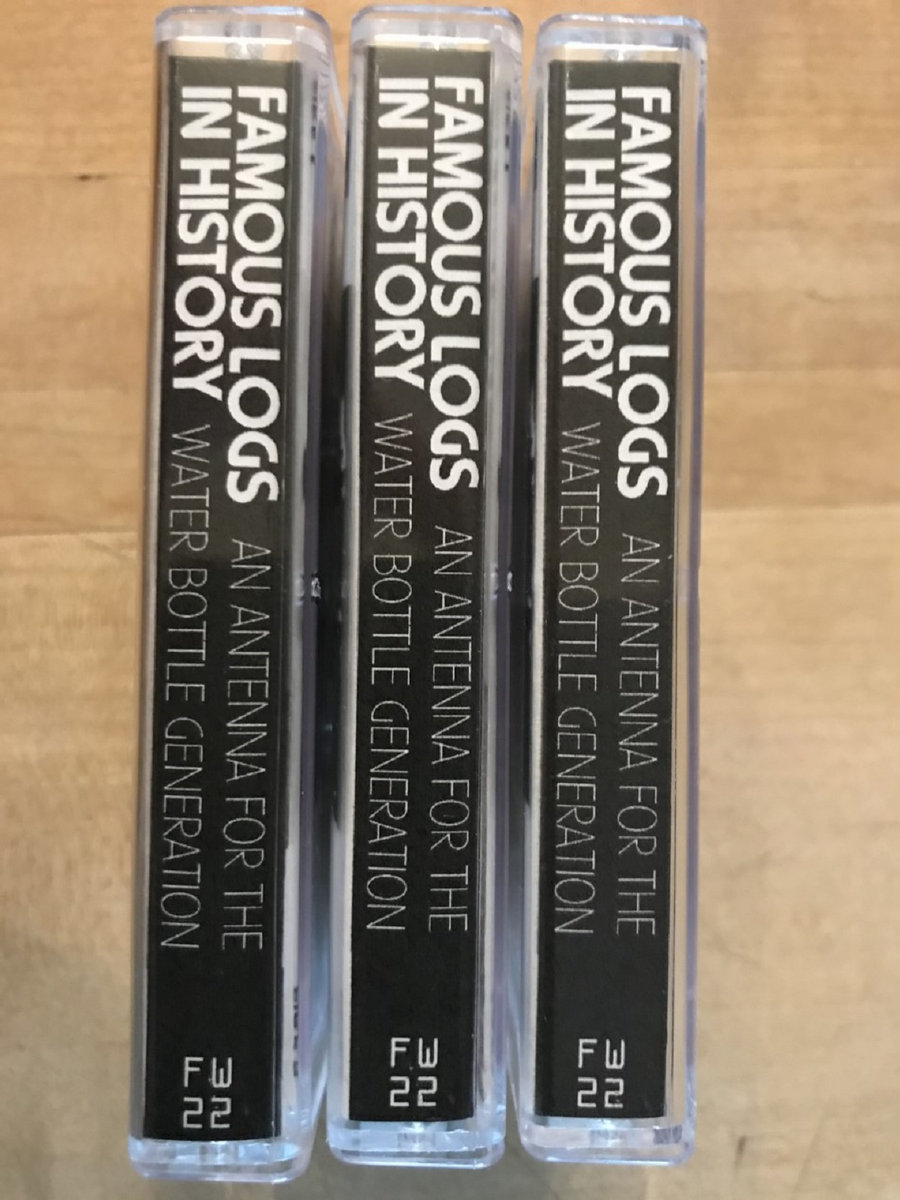 FAMOUS LOGS
IN HISTORY
AN ANTENNA FOR THE
WATER BOTTLE GENERATION
FW
22
FAMOUS LOGS
IN HISTORY
AN ANTENNA FOR THE
WATER BOTTLE GENERATION
FW
22
FAMOUS LOGS
IN HISTORY
AN ANTENNA FOR THE
WATER BOTTLE GENERATION
FW
22